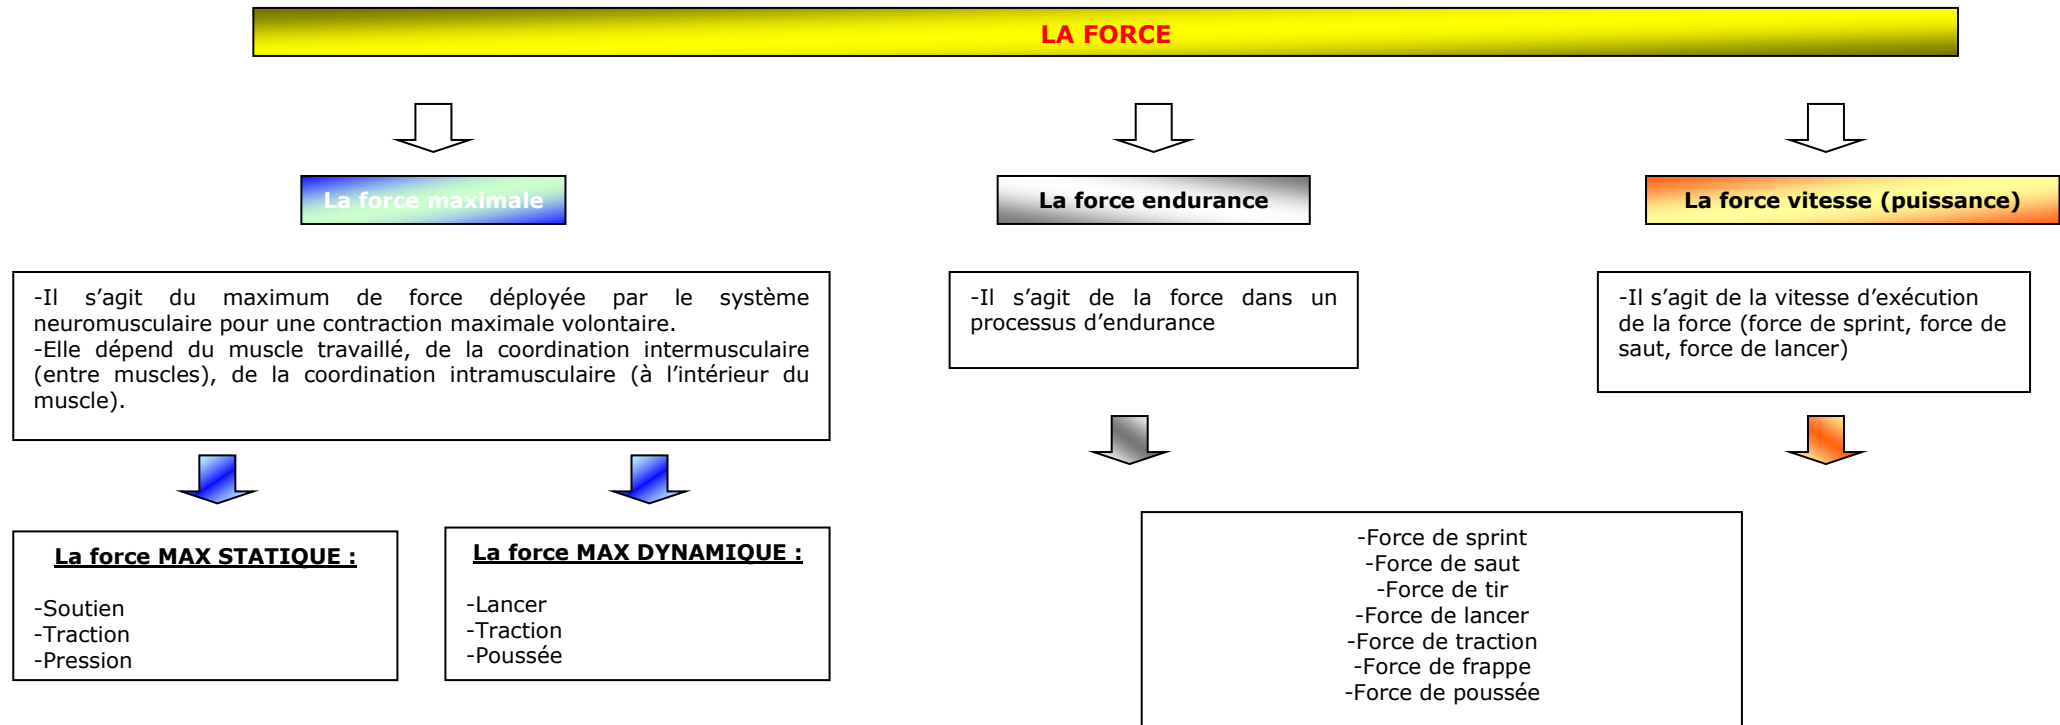 LA FORCE
La force maximale
La force endurance
La force vitesse (puissance)
-Il s’agit du maximum de force déployée par le système
neuromusculaire pour une contraction maximale volontaire.
-Elle dépend du muscle travaillé, de la coordination intermusculaire
(entre muscles), de la coordination intramusculaire (à l’intérieur du
muscle).
-Il s’agit de la force dans un
processus d’endurance
-Il s’agit de la vitesse d’exécution
de la force (force de sprint, force de
saut, force de lancer)
La force MAX STATIQUE :
-Soutien
-Traction
-Pression
La force MAX DYNAMIQUE :
-Lancer
-Traction
-Poussée
-Force de sprint
-Force de saut
-Force de tir
-Force de lancer
-Force de traction
-Force de frappe
-Force de poussée